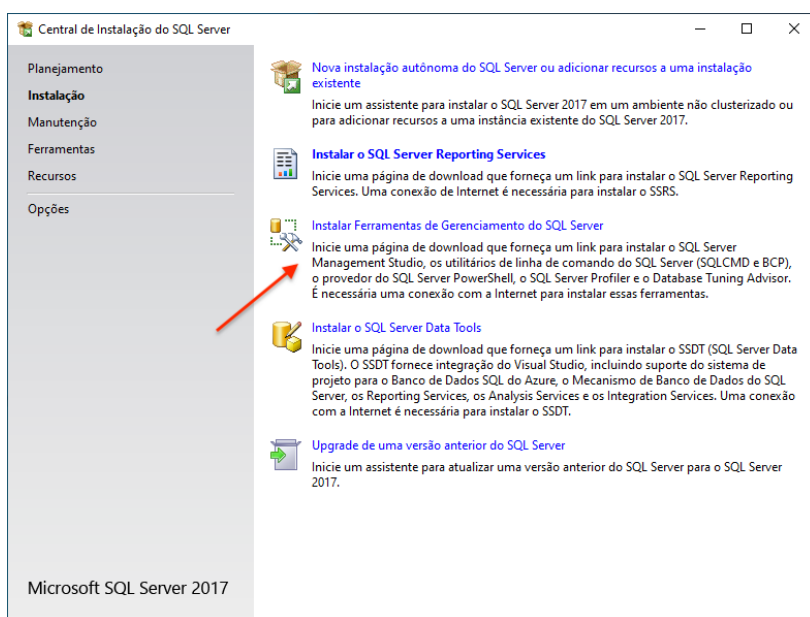 Central de Instalação do SQL Server
Planejamento
Instalação
Manutenção
Ferramentas
Recursos
Opções
Microsoft SQL Server 2017
Nova instalação autônoma do SQL Server ou adicionar recursos a uma instalação
existente
Inicie um assistente para instalar o SQL Server 2017 em um ambiente não clusterizado ou
para adicionar recursos a uma instância existente do SQL Server 2017.
Instalar o SQL Server Reporting Services
Inicie uma página de download que forneça um link para instalar o SQL Server Reporting
Services. Uma conexão de Internet é necessária para instalar o SSRS.
Instalar Ferramentas de Gerenciamento do SQL Server
Inicie uma página de download que forneça um link para instalar o SQL Server
Management Studio, os utilitários de linha de comando do SQL Server (SQLCMD e BCP),
o provedor do SQL Server PowerShell, o SQL Server Profiler e o Database Tuning Advisor.
É necessária uma conexão com a Internet para instalar essas ferramentas.
Instalar o SQL Server Data Tools
Inicie uma página de download que forneça um link para instalar o SSDT (SQL Server Data
Tools). O SSDT fornece integração do Visual Studio, incluindo suporte do sistema de
projeto para o Banco de Dados SQL do Azure, o Mecanismo de Banco de Dados do SQL
Server, os Reporting Services, os Analysis Services e os Integration Services. Uma conexão
com a Internet é necessária para instalar o SSDT.
Upgrade de uma versão anterior do SQL Server
Inicie um assistente para atualizar uma versão anterior do SQL Server para o SQL Server
2017.